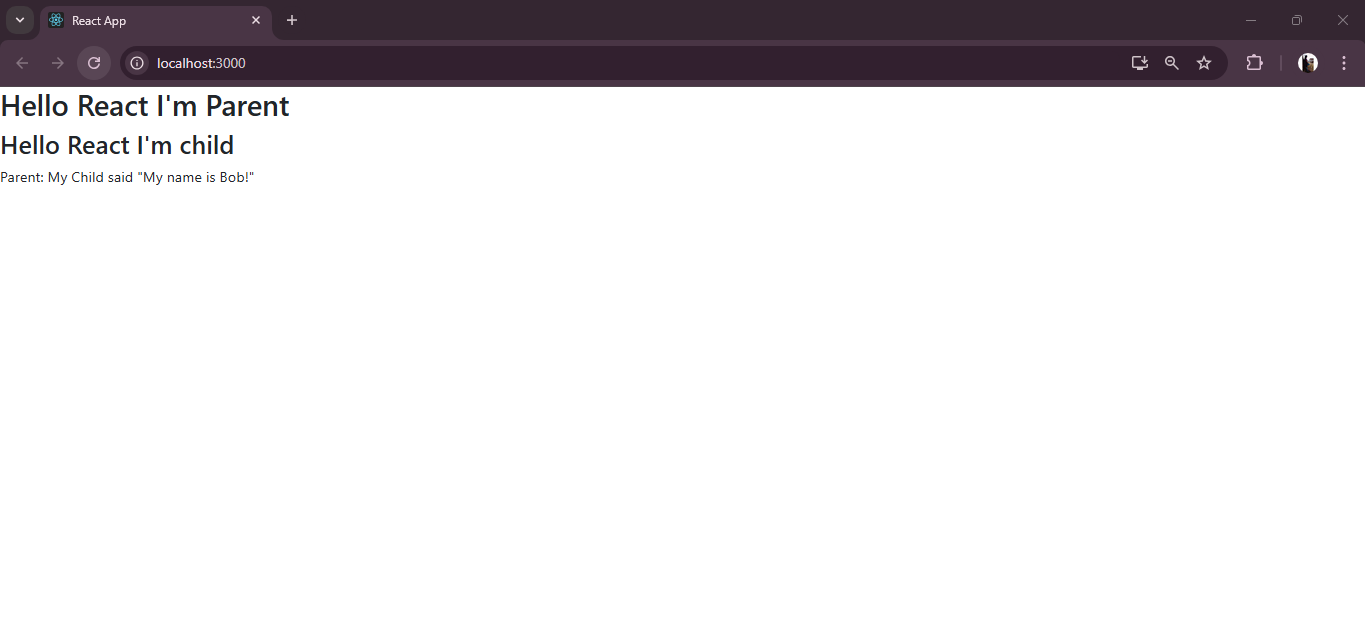 React App
localhost:3000
Hello React I'm Parent
Hello React I'm child
Parent: My Child said "My name is Bob!"